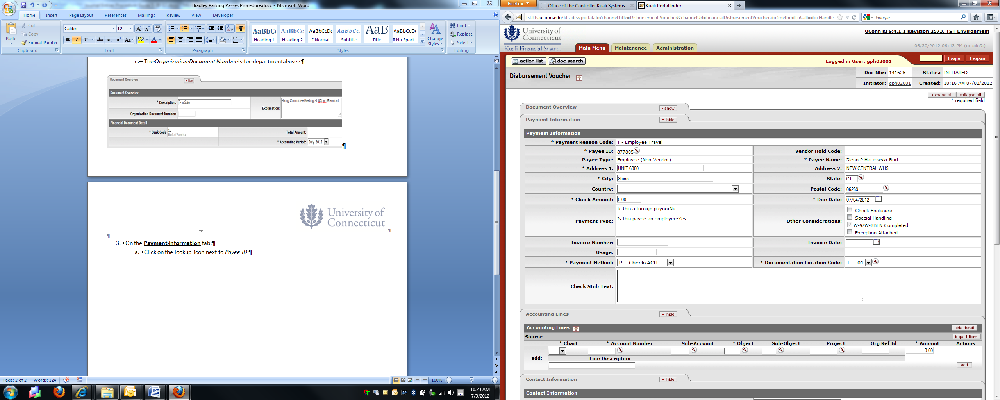 Bradley Parking Passes Procedure.docx - Microsoft Word
Home Insert Page Layout References Mailings Review View Developer
Paste
Cut
Copy
Format Painter
Clipboard
Calibri 12
B I U abc x₂ x² Aa
Font
Paragraph
AaBbCc AaBbCc AaBbCcDc AaBbCc. AaB AaBbCcDc
Heading 1 Heading 2 ¶ Normal Subtitle Title ¶ No Spaci...
Change Styles
Styles
Find
Replace
Select
Editing
c. The Organization Document Number is for departmental use. ¶
Document Overview hide
Document Overview
* Description: T - In State
Explanation: Hiring Committee Meeting at UConn Stamford
Organization Document Number:
Financial Document Detail
* Bank Code 15
Bank of America
Total Amount:
* Accounting Period: July 2012
¶
University of
Connecticut
¶
¶
3. On the Payment Information tab:¶
a. Click on the lookup icon next to Payee ID ¶
Page: 2 of 2 Words: 124 100%
10:23 AM
7/3/2012
Firefox
Office of the Controller Kuali Systems... Kuali Portal Index
tst.kfs.uconn.edu/kfs-dev/portal.do?channelTitle=Disbursement Voucher&channelUrl=financialDisbursementVoucher.do?methodToCall=docHandler
Google
University of
Connecticut
Kuali Financial System
UConn KFS:4.1.1 Revision 2573, TST Environment
06/30/2012 06:43 PM (oracle9i)
Main Menu Maintenance Administration
action list doc search
Logged in User: gph02001 Login Logout
Disbursement Voucher ?
Doc Nbr: 141625 Status: INITIATED
Initiator: gph02001 Created: 10:16 AM 07/03/2012
expand all collapse all
* required field
Document Overview show
Payment Information hide
Payment Information
* Payment Reason Code: T - Employee Travel
* Payee ID: 877805 Vendor Hold Code:
Payee Type: Employee (Non-Vendor) * Payee Name: Glenn P Harzewski-Burl
* Address 1: UNIT 6080 Address 2: NEW CENTRAL WHS
* City: Storrs State: CT
Country: Postal Code: 06269
* Check Amount: 0.00 * Due Date: 07/04/2012
Payment Type: Is this a foreign payee:No
Is this payee an employee:Yes
Other Considerations: Check Enclosure
Special Handling
W-9/W-8BEN Completed
Exception Attached
Invoice Number: Invoice Date:
Usage:
* Payment Method: P - Check/ACH * Documentation Location Code: F - 01
Check Stub Text:
Accounting Lines hide
Accounting Lines ? hide detail
Source import lines
* Chart * Account Number Sub-Account * Object Sub-Object Project Org Ref Id * Amount Actions
add: 0.00
Line Description
add
Contact Information hide
Contact Information